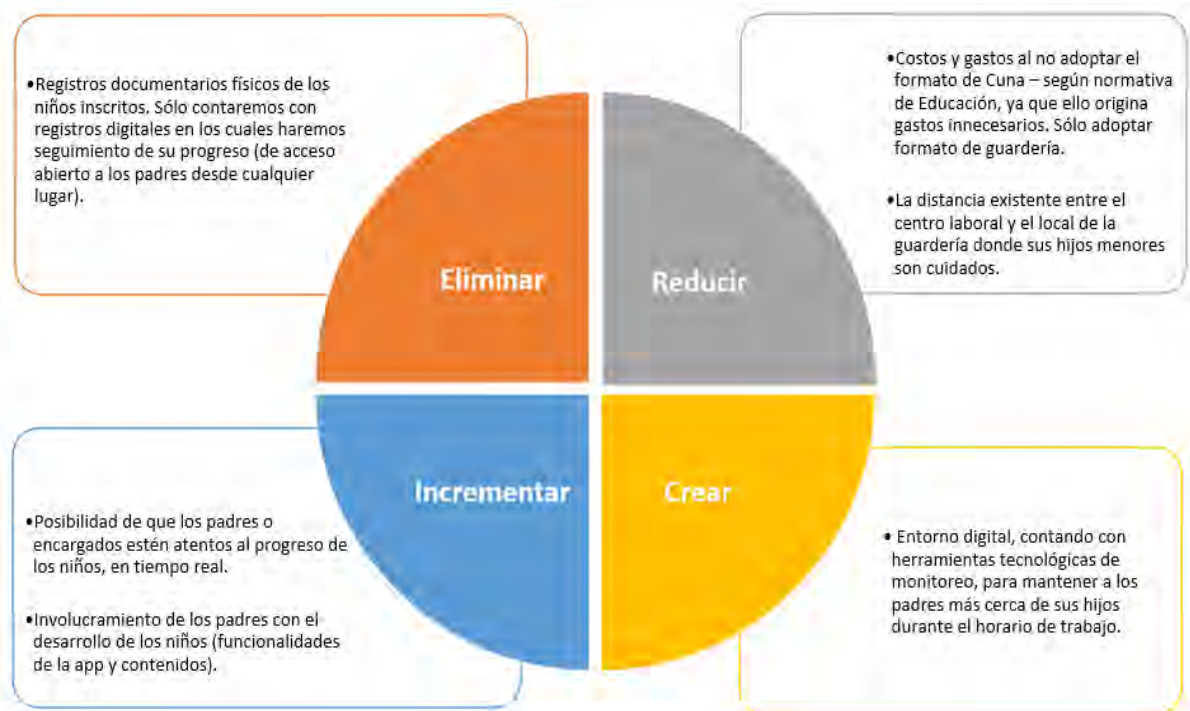 •Registros documentarios físicos de los
niños inscritos. Sólo contaremos con
registros digitales en los cuales haremos
seguimiento de su progreso (de acceso
abierto a los padres desde cualquier
lugar).
•Costos y gastos al no adoptar el
formato de Cuna – según normativa
de Educación, ya que ello origina
gastos innecesarios. Sólo adoptar
formato de guardería.
•La distancia existente entre el
centro laboral y el local de la
guardería donde sus hijos menores
son cuidados.
Eliminar
Reducir
Incrementar
Crear
•Posibilidad de que los padres o
encargados estén atentos al progreso de
los niños, en tiempo real.
•Involucramiento de los padres con el
desarrollo de los niños (funcionalidades
de la app y contenidos).
• Entorno digital, contando con
herramientas tecnológicas de
monitoreo, para mantener a los
padres más cerca de sus hijos
durante el horario de trabajo.